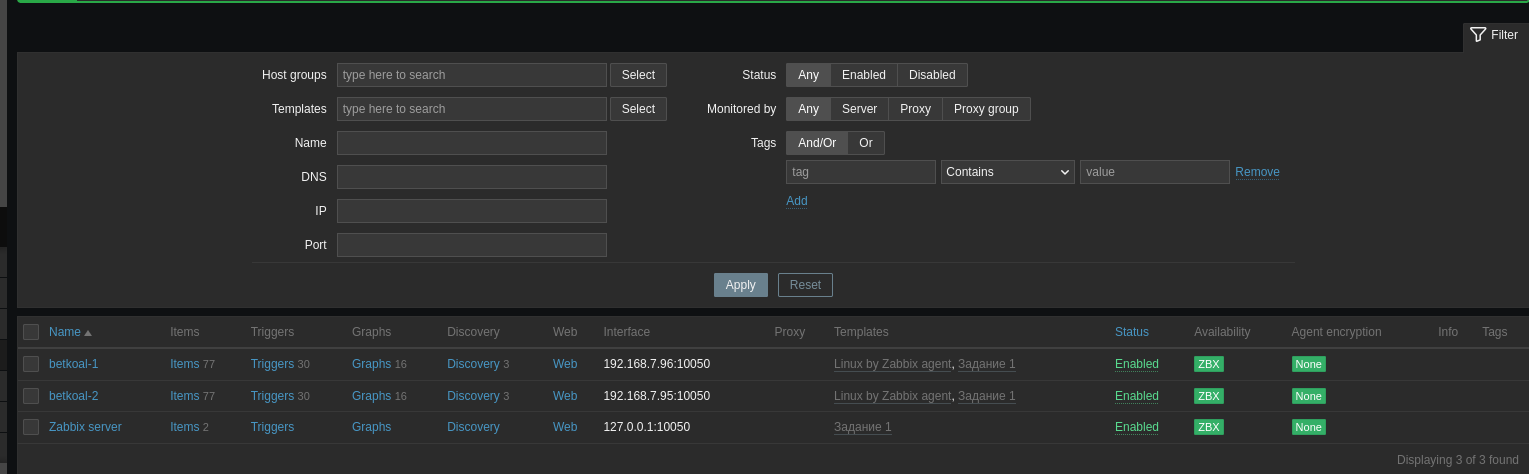 Filter
Host groups type here to search Select Status Any Enabled Disabled
Templates type here to search Select Monitored by Any Server Proxy Proxy group
Name Tags And/Or Or
DNS tag Contains value Remove
IP Add
Port
Apply Reset
Name Items Triggers Graphs Discovery Web Interface Proxy Templates Status Availability Agent encryption Info Tags
betkoal-1 Items 77 Triggers 30 Graphs 16 Discovery 3 Web 192.168.7.96:10050 Linux by Zabbix agent, Задание 1 Enabled ZBX None
betkoal-2 Items 77 Triggers 30 Graphs 16 Discovery 3 Web 192.168.7.95:10050 Linux by Zabbix agent, Задание 1 Enabled ZBX None
Zabbix server Items 2 Triggers Graphs Discovery Web 127.0.0.1:10050 Задание 1 Enabled ZBX None
Displaying 3 of 3 found